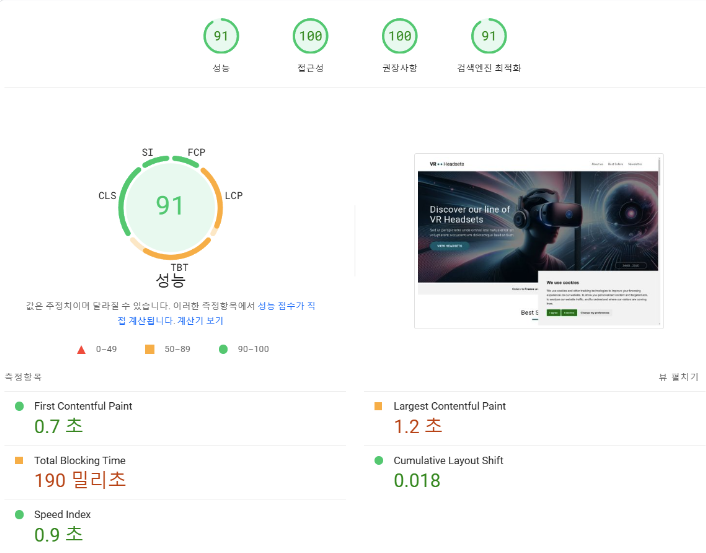 91
100
100
91
성능
접근성
권장사항
검색엔진 최적화
SI
FCP
CLS
LCP
91
TBT
성능
값은 추정치이며 달라질 수 있습니다. 이러한 측정항목에서 성능 점수가 직
접 계산됩니다. 계산기 보기
0–49
50–89
90–100
VR Headsets
Discover our line of
VR Headsets
VIEW HEADSETS
We use cookies
Best S
측정항목
뷰 펼치기
First Contentful Paint
0.7 초
Largest Contentful Paint
1.2 초
Total Blocking Time
190 밀리초
Cumulative Layout Shift
0.018
Speed Index
0.9 초